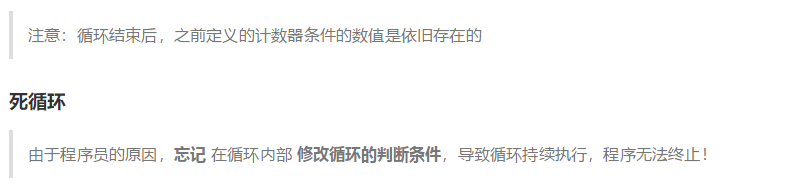 注意：循环结束后，之前定义的计数器条件的数值是依旧存在的
死循环
由于程序员的原因，忘记 在循环内部 修改循环的判断条件，导致循环持续执行，程序无法终止！